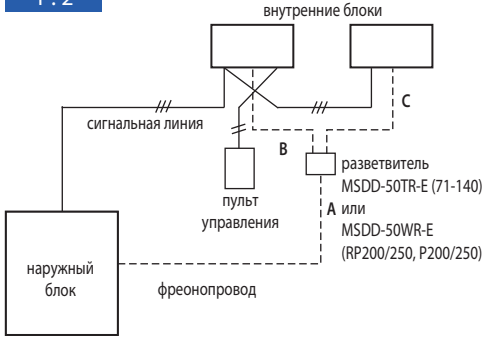 1 : 2
внутренние блоки
C
сигнальная линия
B
разветвитель
MSDD-50TR-E (71-140)
A или
MSDD-50WR-E
(RP200/250, P200/250)
пульт
управления
наружный
блок
фреонопровод